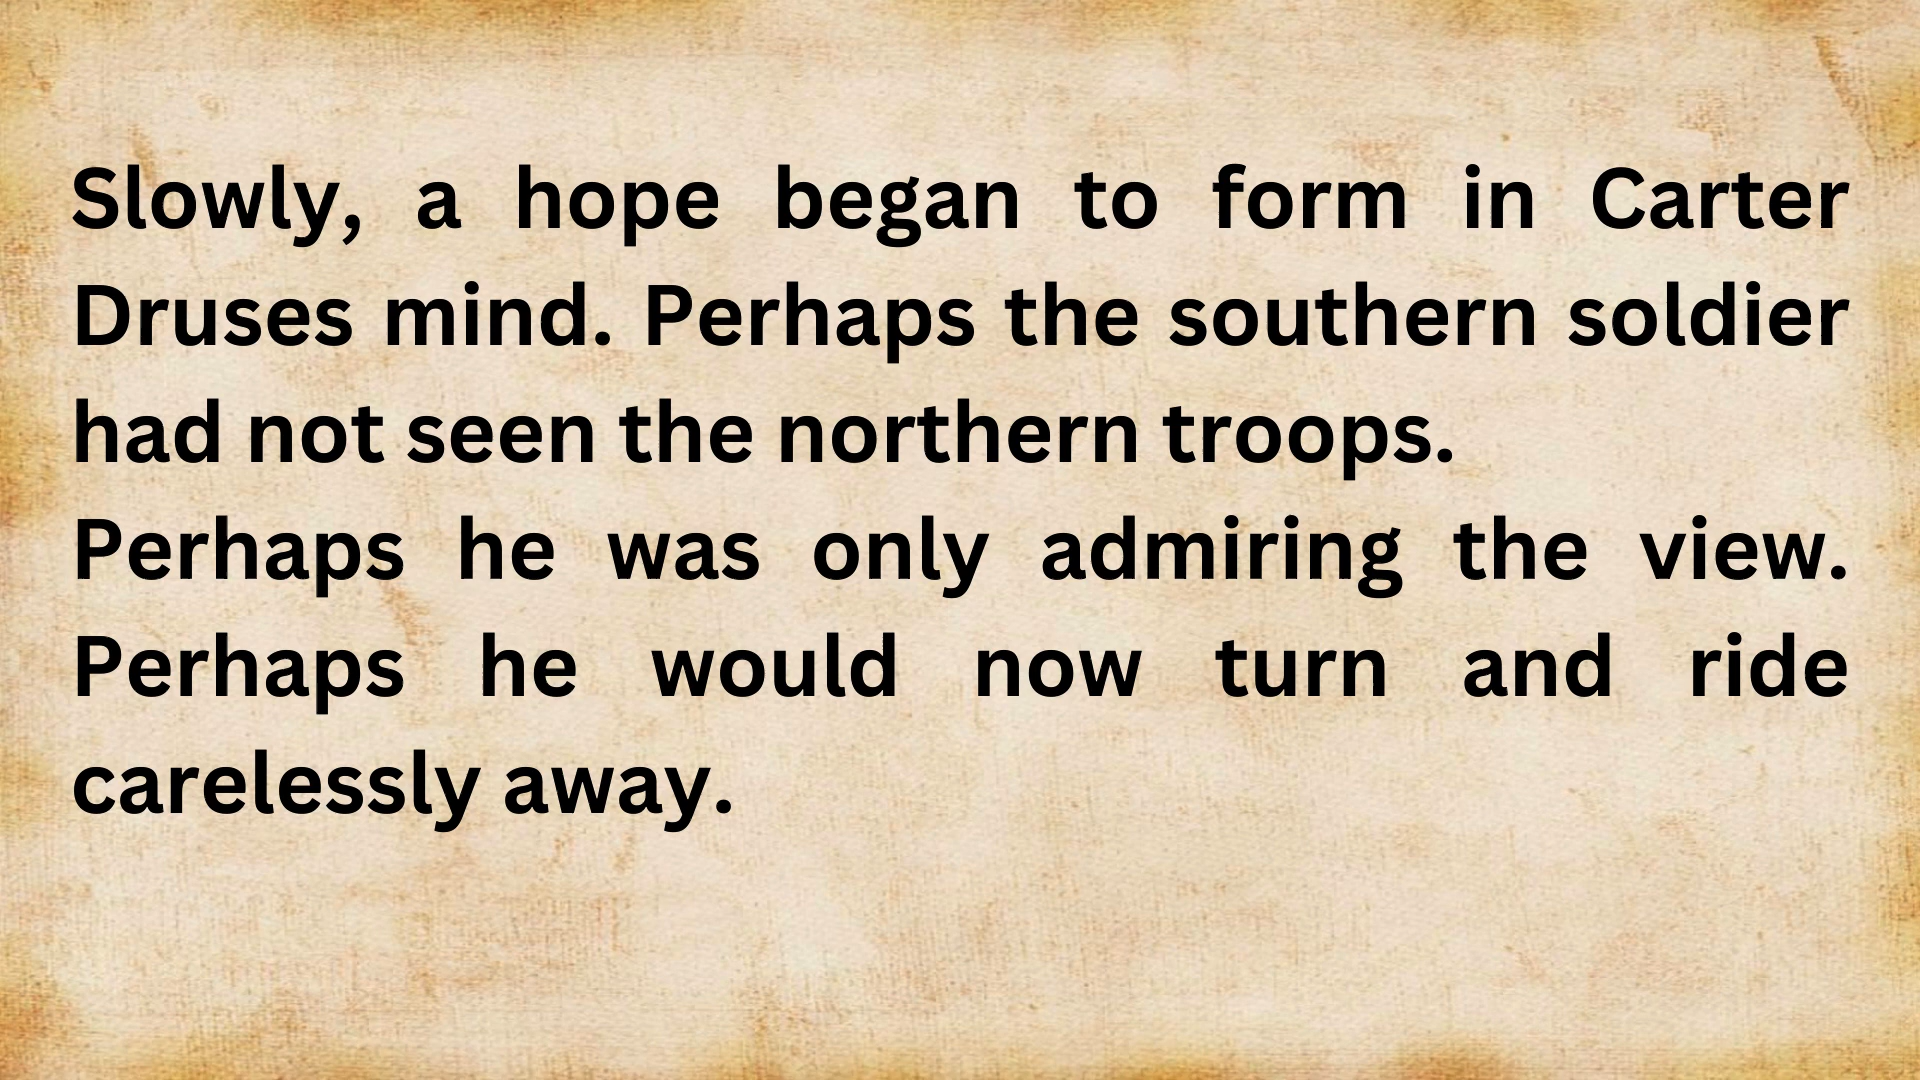 Slowly, a hope began to form in Carter
Druses mind. Perhaps the southern soldier
had not seen the northern troops.
Perhaps he was only admiring the view.
Perhaps he would now turn and ride
carelessly away.